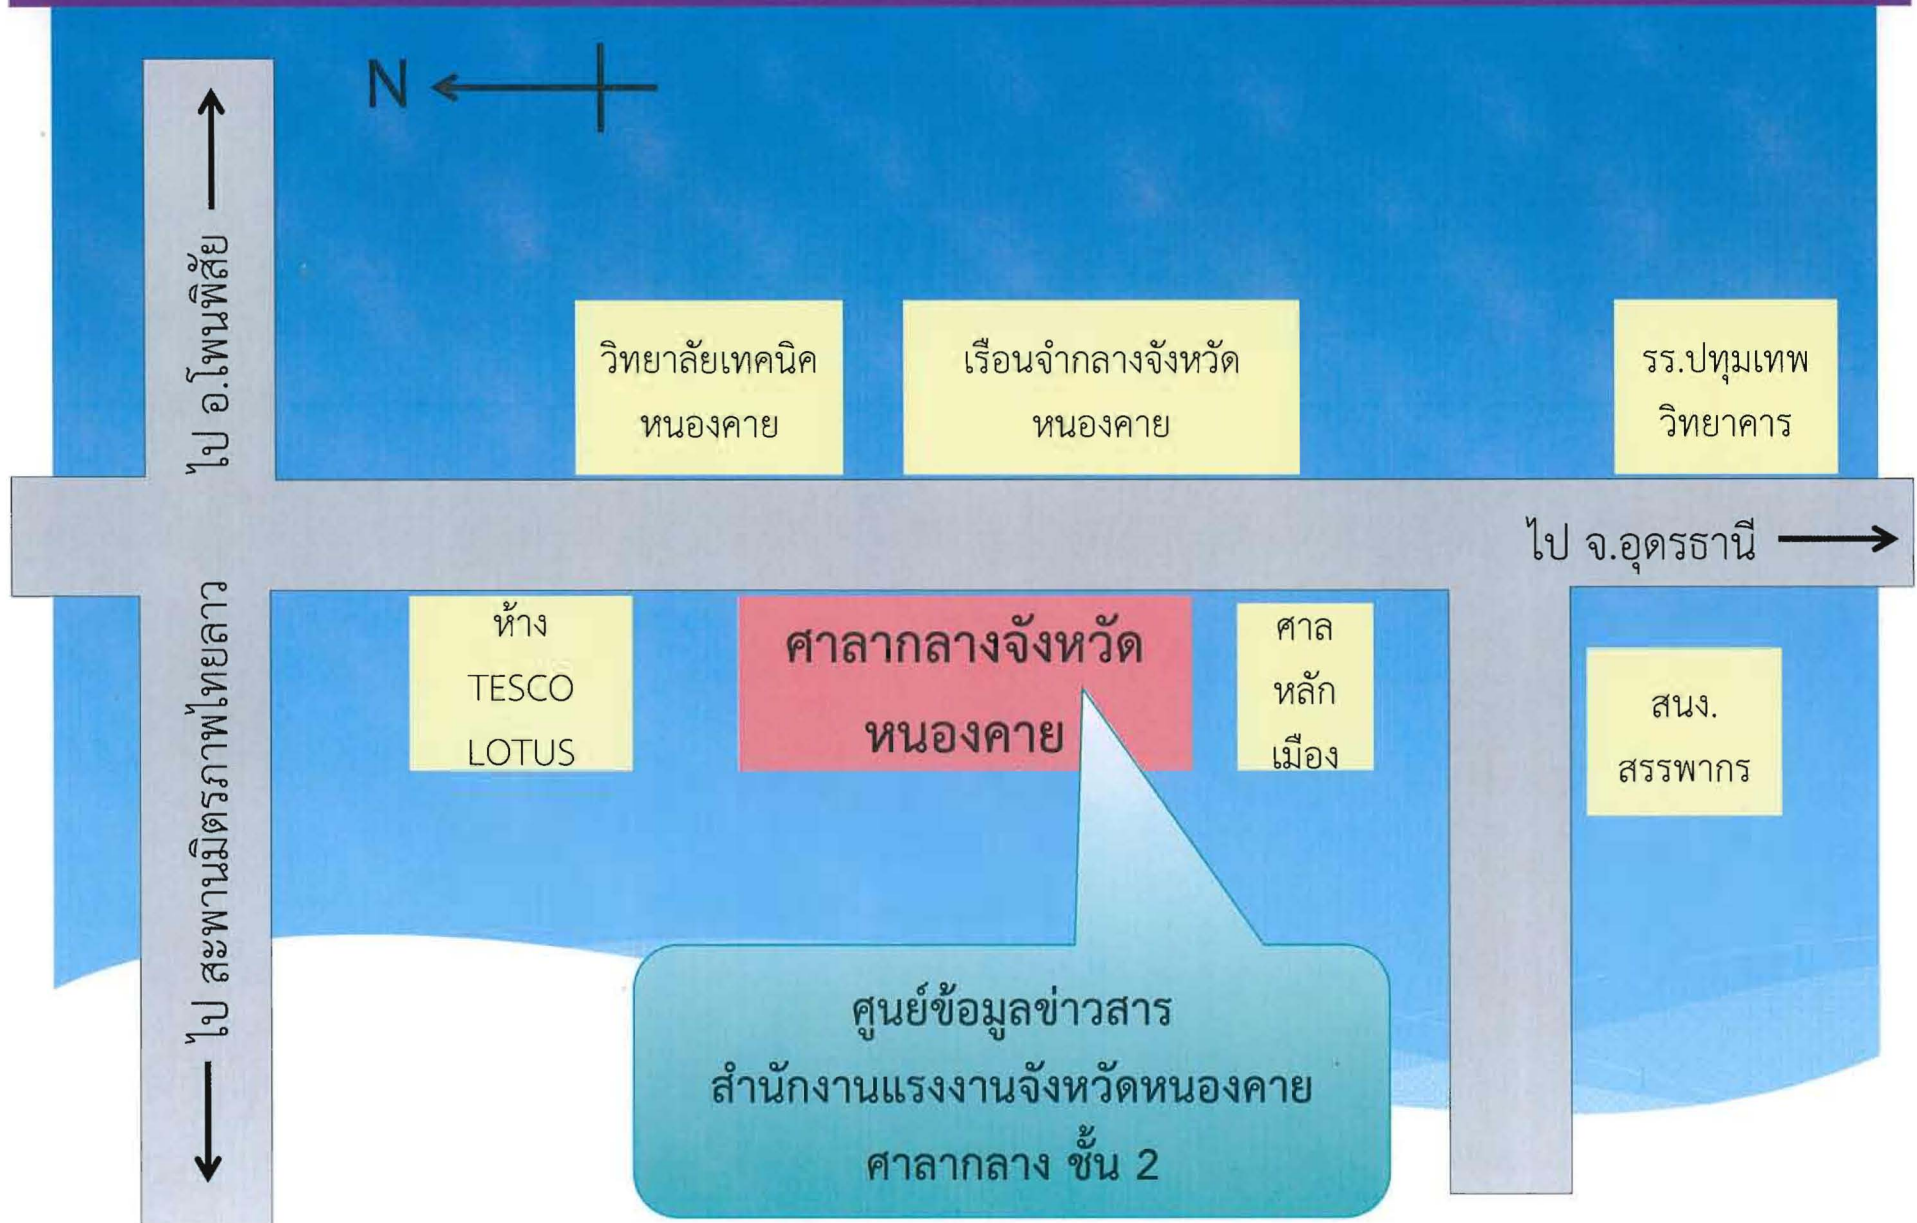 N
ไป อ.โพนพิสัย
วิทยาลัยเทคนิค
หนองคาย
เรือนจำกลางจังหวัด
หนองคาย
รร.ปทุมเทพ
วิทยาคาร
ไป จ.อุดรธานี
ไป สะพานมิตรภาพไทยลาว
ห้าง
TESCO
LOTUS
ศาลากลางจังหวัด
หนองคาย
ศาล
หลัก
เมือง
สนง.
สรรพากร
ศูนย์ข้อมูลข่าวสาร
สำนักงานแรงงานจังหวัดหนองคาย
ศาลากลาง ชั้น 2